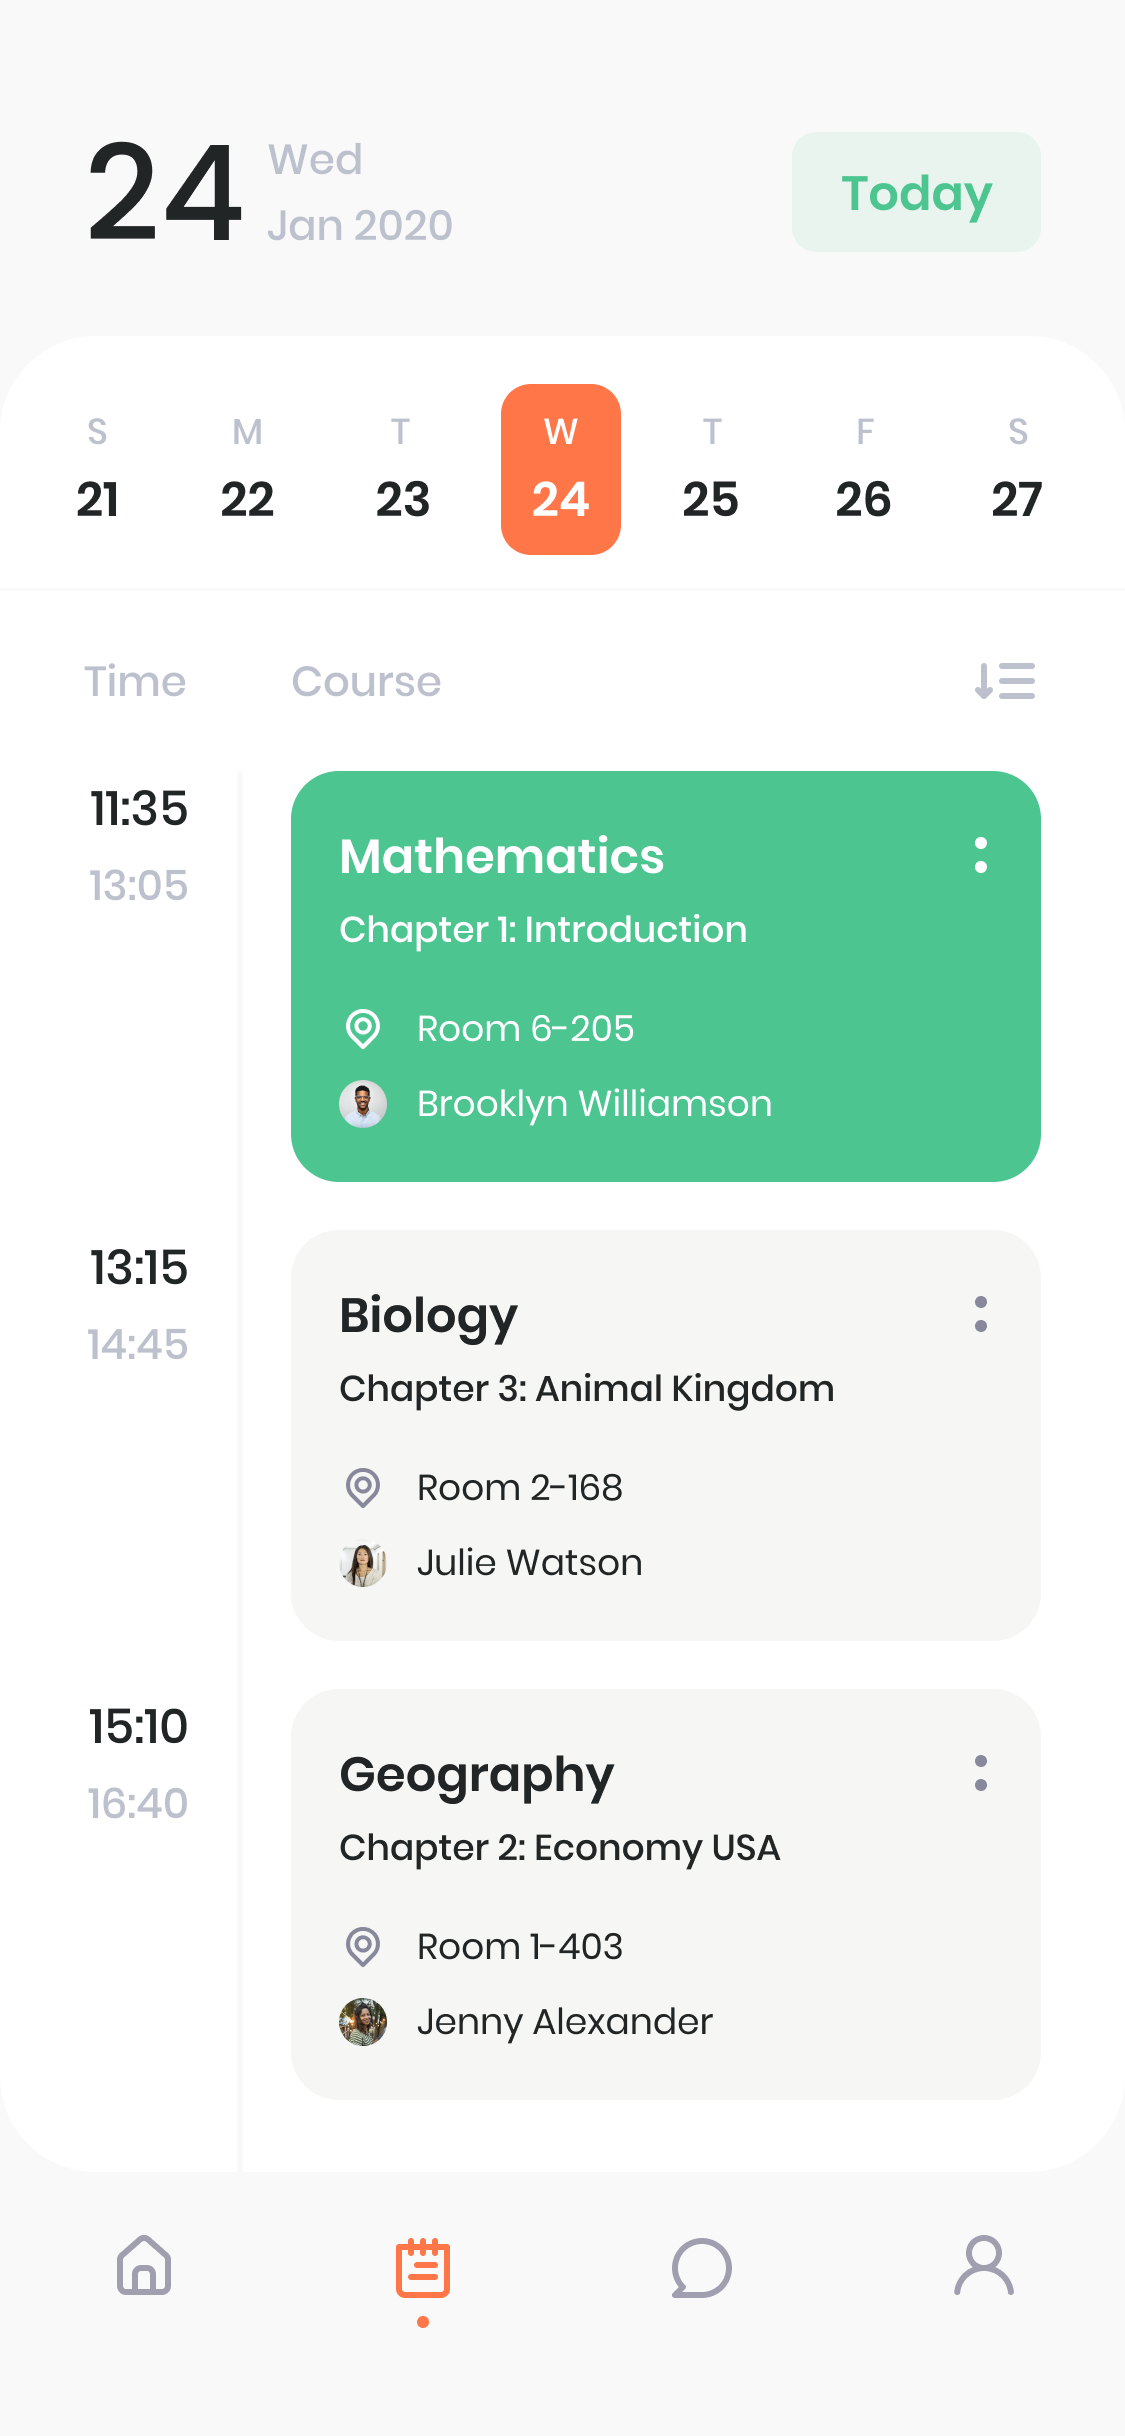 24
Wed
Jan 2020
Today
S M T W T F S
21 22 23 24 25 26 27
Time Course
11:35
13:05
Mathematics
Chapter 1: Introduction
Room 6-205
Brooklyn Williamson
13:15
14:45
Biology
Chapter 3: Animal Kingdom
Room 2-168
Julie Watson
15:10
16:40
Geography
Chapter 2: Economy USA
Room 1-403
Jenny Alexander